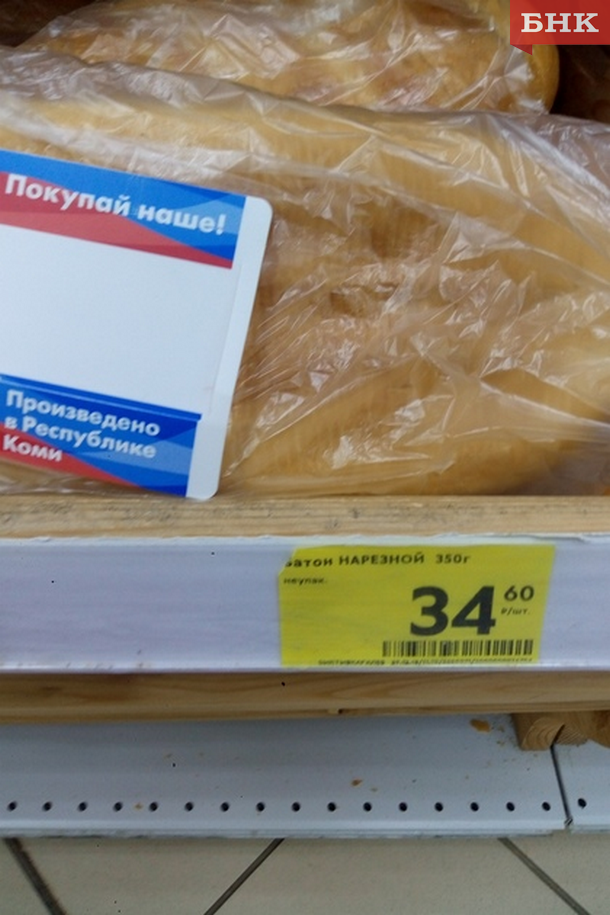 БНК
Покупай наше!
Произведено
в Республике
Коми
Батон НАРЕЗНОЙ 350г
неупак.
34 60
₽/шт.